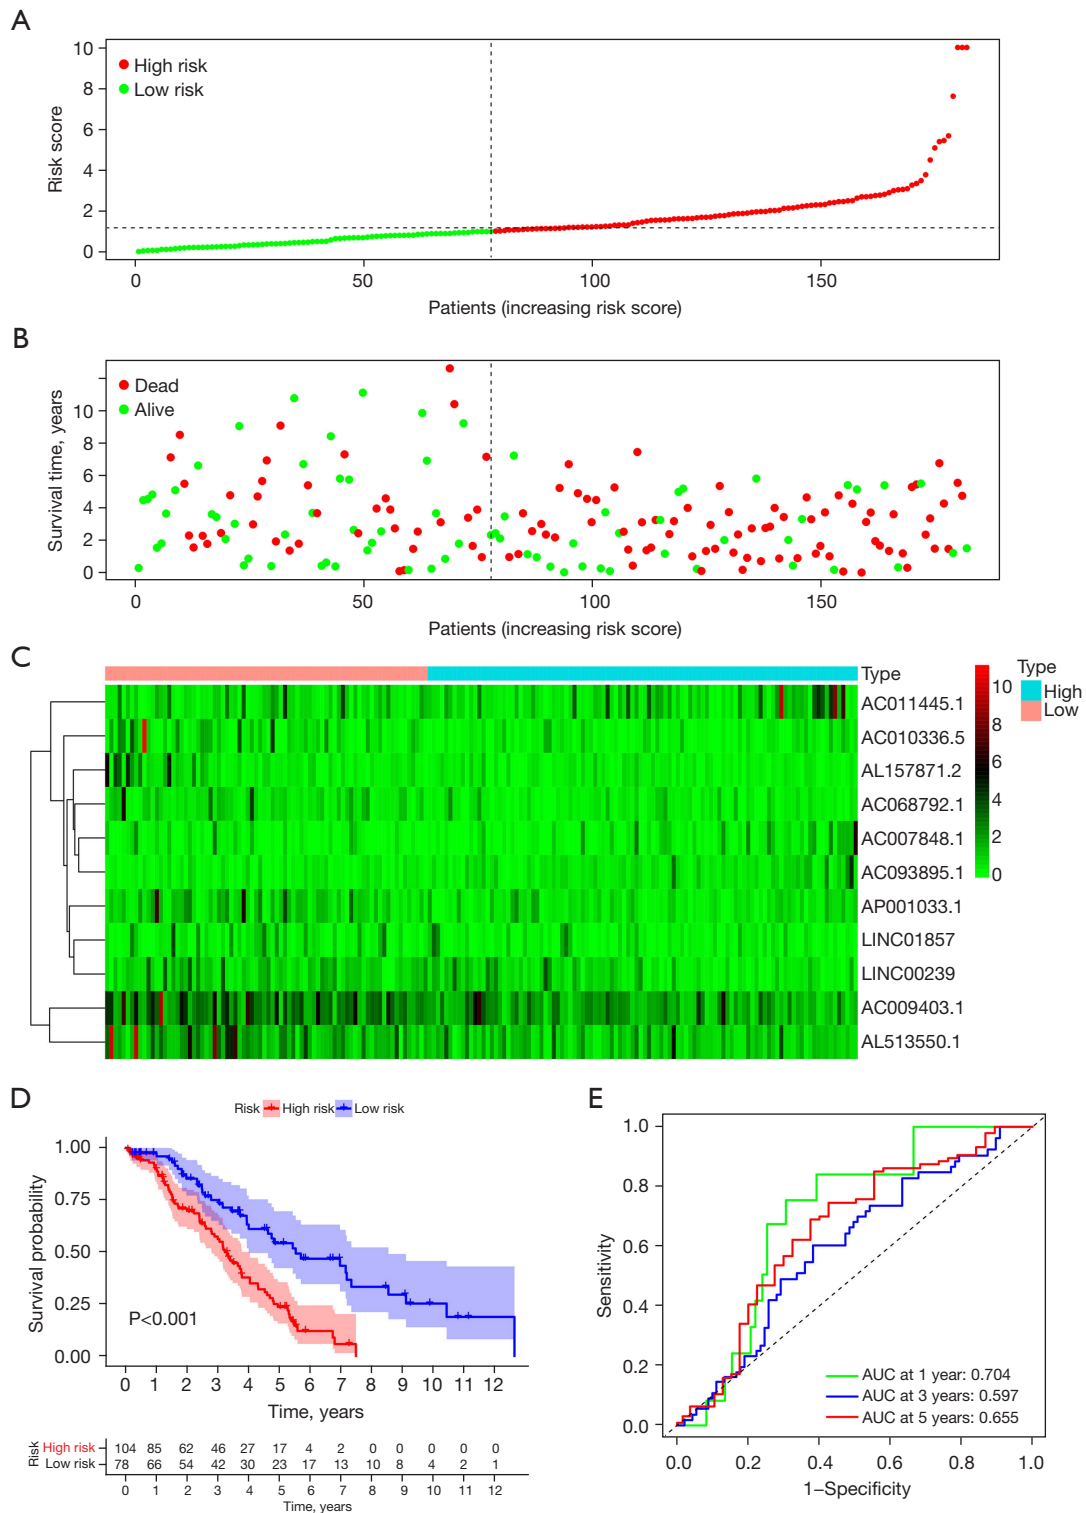 A
Risk score
10
8
6
4
2
0
High risk
Low risk
0 50 100 150
Patients (increasing risk score)
B
Survival time, years
10
8
6
4
2
0
Dead
Alive
0 50 100 150
Patients (increasing risk score)
C
Type
AC011445.1
AC010336.5
AL157871.2
AC068792.1
AC007848.1
AC093895.1
AP001033.1
LINC01857
LINC00239
AC009403.1
AL513550.1
10
8
6
4
2
0
Type
High
Low
D
Risk High risk Low risk
Survival probability
1.00
0.75
0.50
0.25
0.00
P<0.001
0 1 2 3 4 5 6 7 8 9 10 11 12
Time, years
Risk
High risk 104 85 62 46 27 17 4 2 0 0 0 0 0
Low risk 78 66 54 42 30 23 17 13 10 8 4 2 1
0 1 2 3 4 5 6 7 8 9 10 11 12
Time, years
E
Sensitivity
1.0
0.8
0.6
0.4
0.2
0.0
AUC at 1 year: 0.704
AUC at 3 years: 0.597
AUC at 5 years: 0.655
0.0 0.2 0.4 0.6 0.8 1.0
1–Specificity